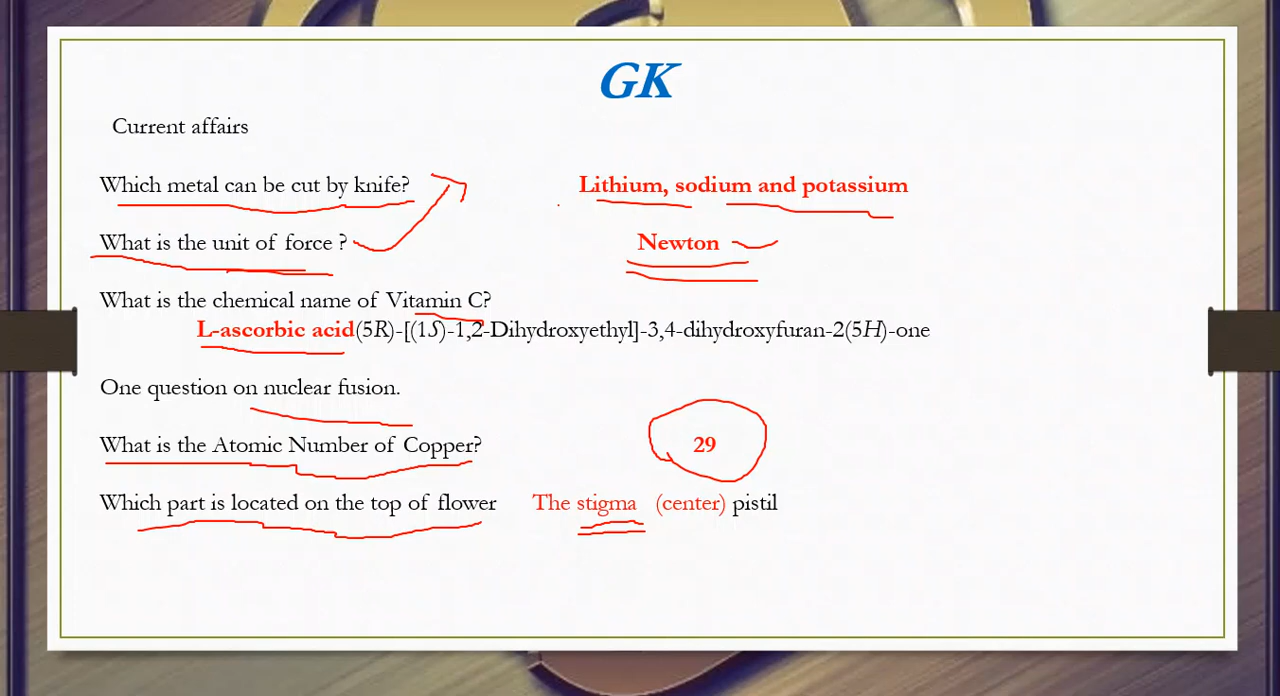 GK
Current affairs
Which metal can be cut by knife? Lithium, sodium and potassium
What is the unit of force ? Newton
What is the chemical name of Vitamin C?
L-ascorbic acid(5R)-[(1S)-1,2-Dihydroxyethyl]-3,4-dihydroxyfuran-2(5H)-one
One question on nuclear fusion.
What is the Atomic Number of Copper? 29
Which part is located on the top of flower The stigma (center) pistil